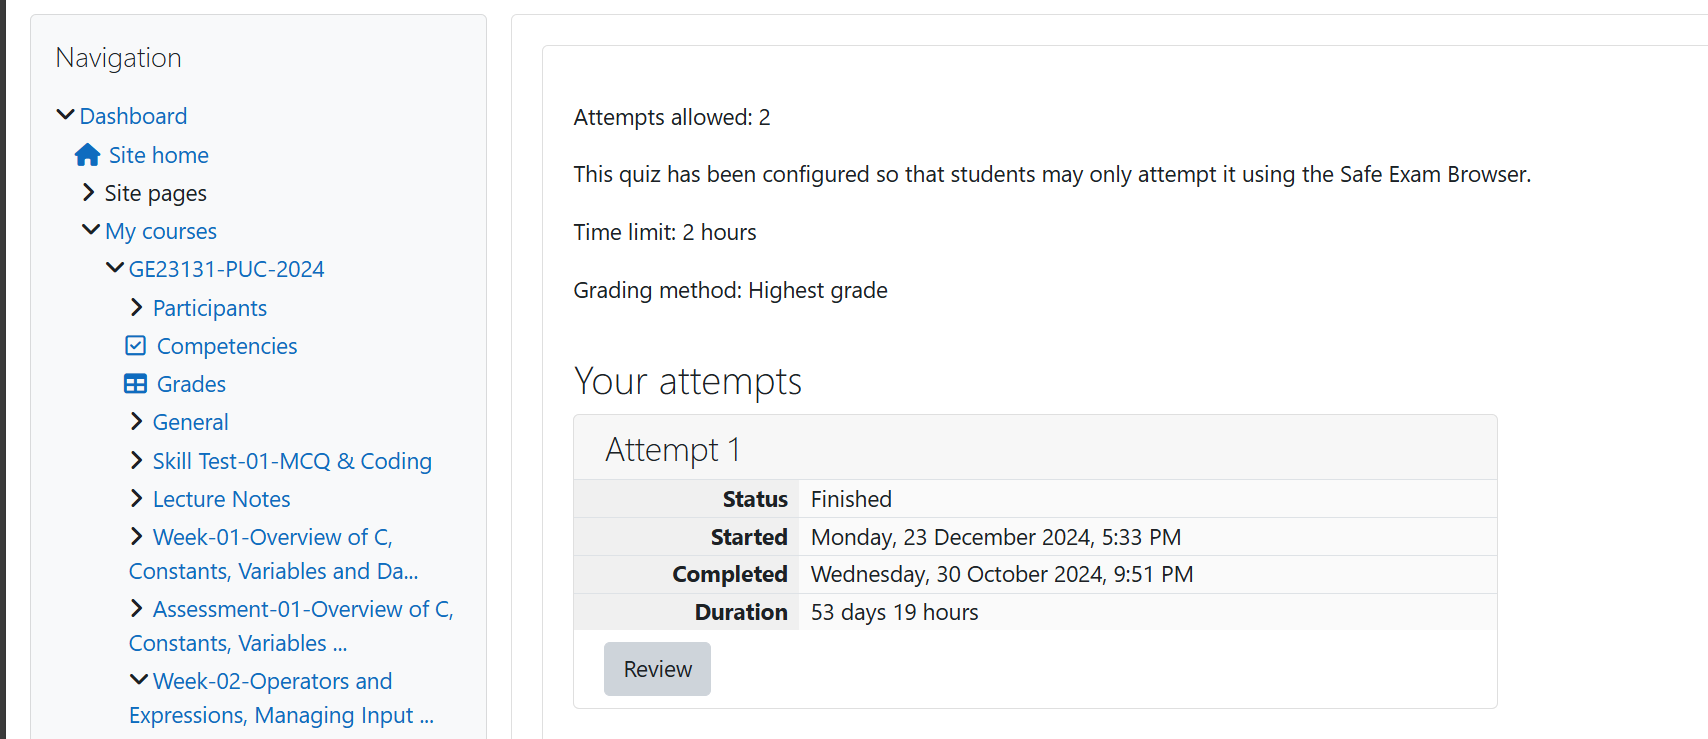 Navigation
Dashboard
Site home
Site pages
My courses
GE23131-PUC-2024
Participants
Competencies
Grades
General
Skill Test-01-MCQ & Coding
Lecture Notes
Week-01-Overview of C,
Constants, Variables and Da...
Assessment-01-Overview of C,
Constants, Variables ...
Week-02-Operators and
Expressions, Managing Input ...
Attempts allowed: 2
This quiz has been configured so that students may only attempt it using the Safe Exam Browser.
Time limit: 2 hours
Grading method: Highest grade
Your attempts
Attempt 1
Status Finished
Started Monday, 23 December 2024, 5:33 PM
Completed Wednesday, 30 October 2024, 9:51 PM
Duration 53 days 19 hours
Review